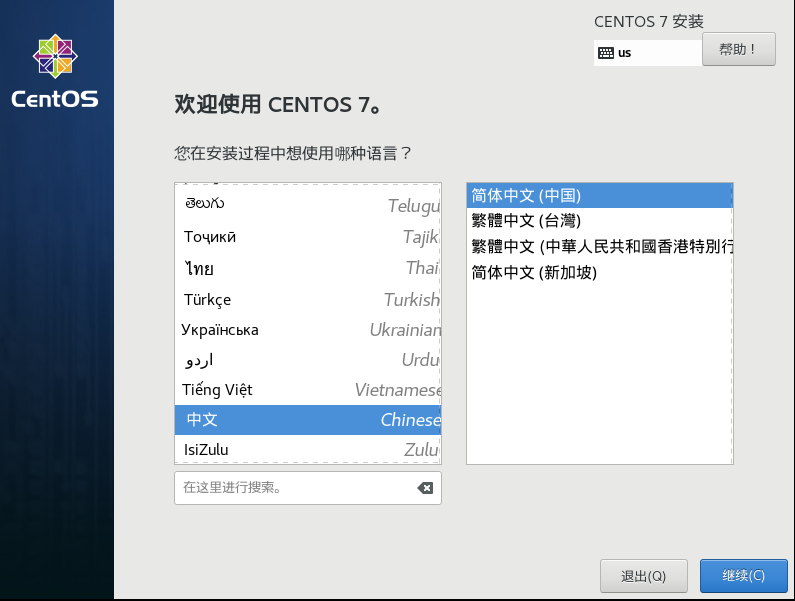 CentOS
CENTOS 7 安装
us
帮助！
欢迎使用 CENTOS 7。
您在安装过程中想使用哪种语言？
తెలుగు Telugu
Тоҷикӣ Tajik
ไทย Thai
Türkçe Turkish
Українська Ukrainian
اردو Urdu
Tiếng Việt Vietnamese
中文 Chinese
IsiZulu Zulu
在这里进行搜索。
简体中文 (中国)
繁體中文 (台灣)
繁體中文 (中華人民共和國香港特別行
简体中文 (新加坡)
退出(Q)
继续(C)